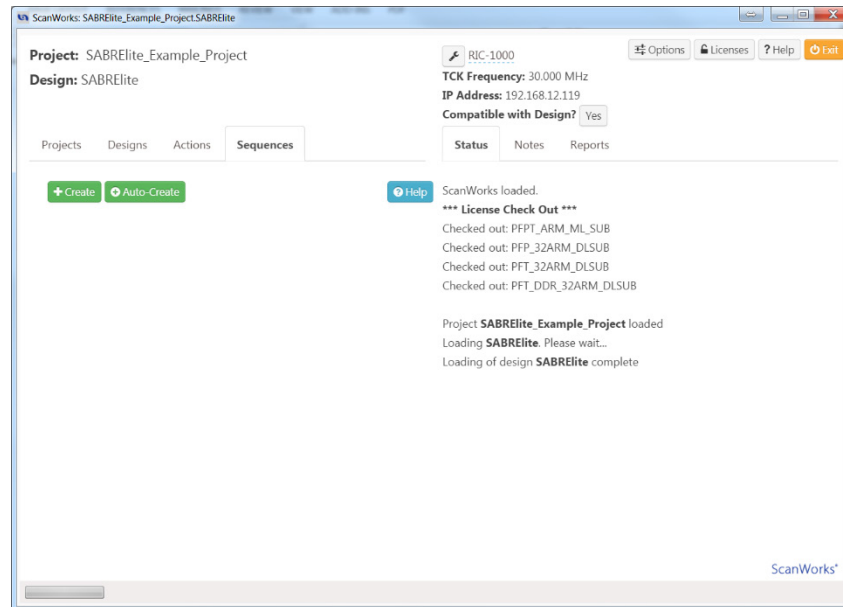 ScanWorks: SABRElite_Example_Project.SABRElite
Project: SABRElite_Example_Project
Design: SABRElite
RIC-1000
Options
Licenses
? Help
Exit
TCK Frequency: 30.000 MHz
IP Address: 192.168.12.119
Compatible with Design? Yes
Projects
Designs
Actions
Sequences
Status
Notes
Reports
Create
Auto-Create
Help
ScanWorks loaded.
*** License Check Out ***
Checked out: PFPT_ARM_ML_SUB
Checked out: PFP_32ARM_DLSUB
Checked out: PFT_32ARM_DLSUB
Checked out: PFT_DDR_32ARM_DLSUB
Project SABRElite_Example_Project loaded
Loading SABRElite. Please wait...
Loading of design SABRElite complete
ScanWorks®